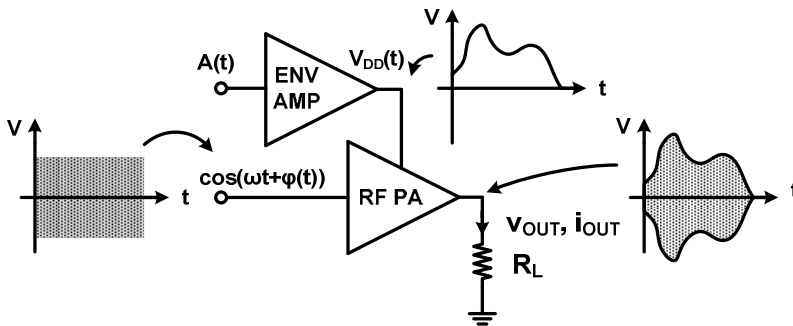 A(t)
ENV
AMP
V_DD(t)
V
t
V
t
cos(ωt+φ(t))
RF PA
V
t
v_OUT, i_OUT
R_L